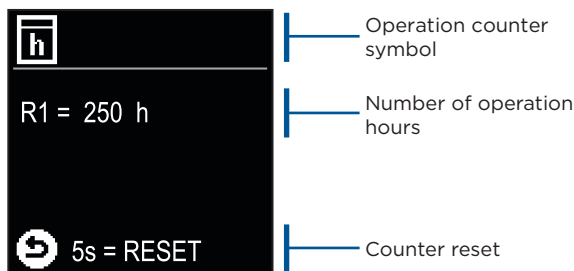 h
Operation counter
symbol
R1 = 250 h
Number of operation
hours
5s = RESET
Counter reset